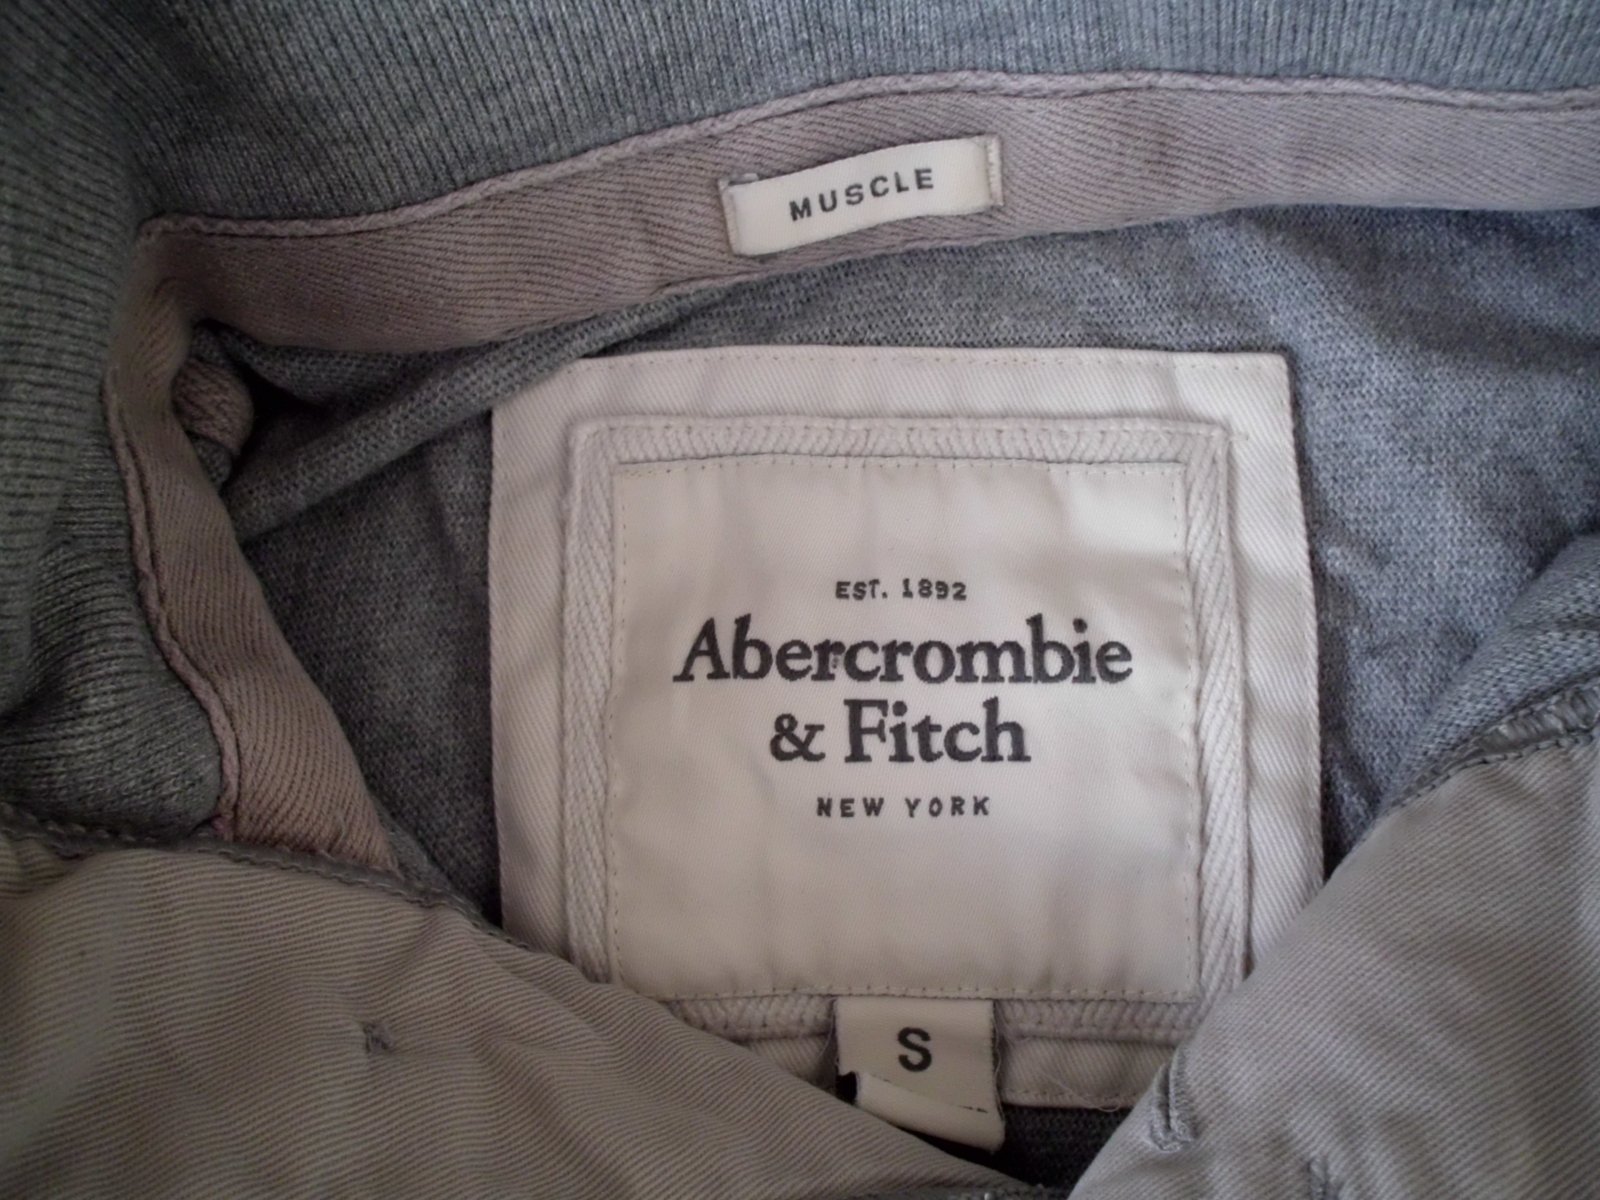 MUSCLE
EST. 1892
Abercrombie
& Fitch
NEW YORK
S